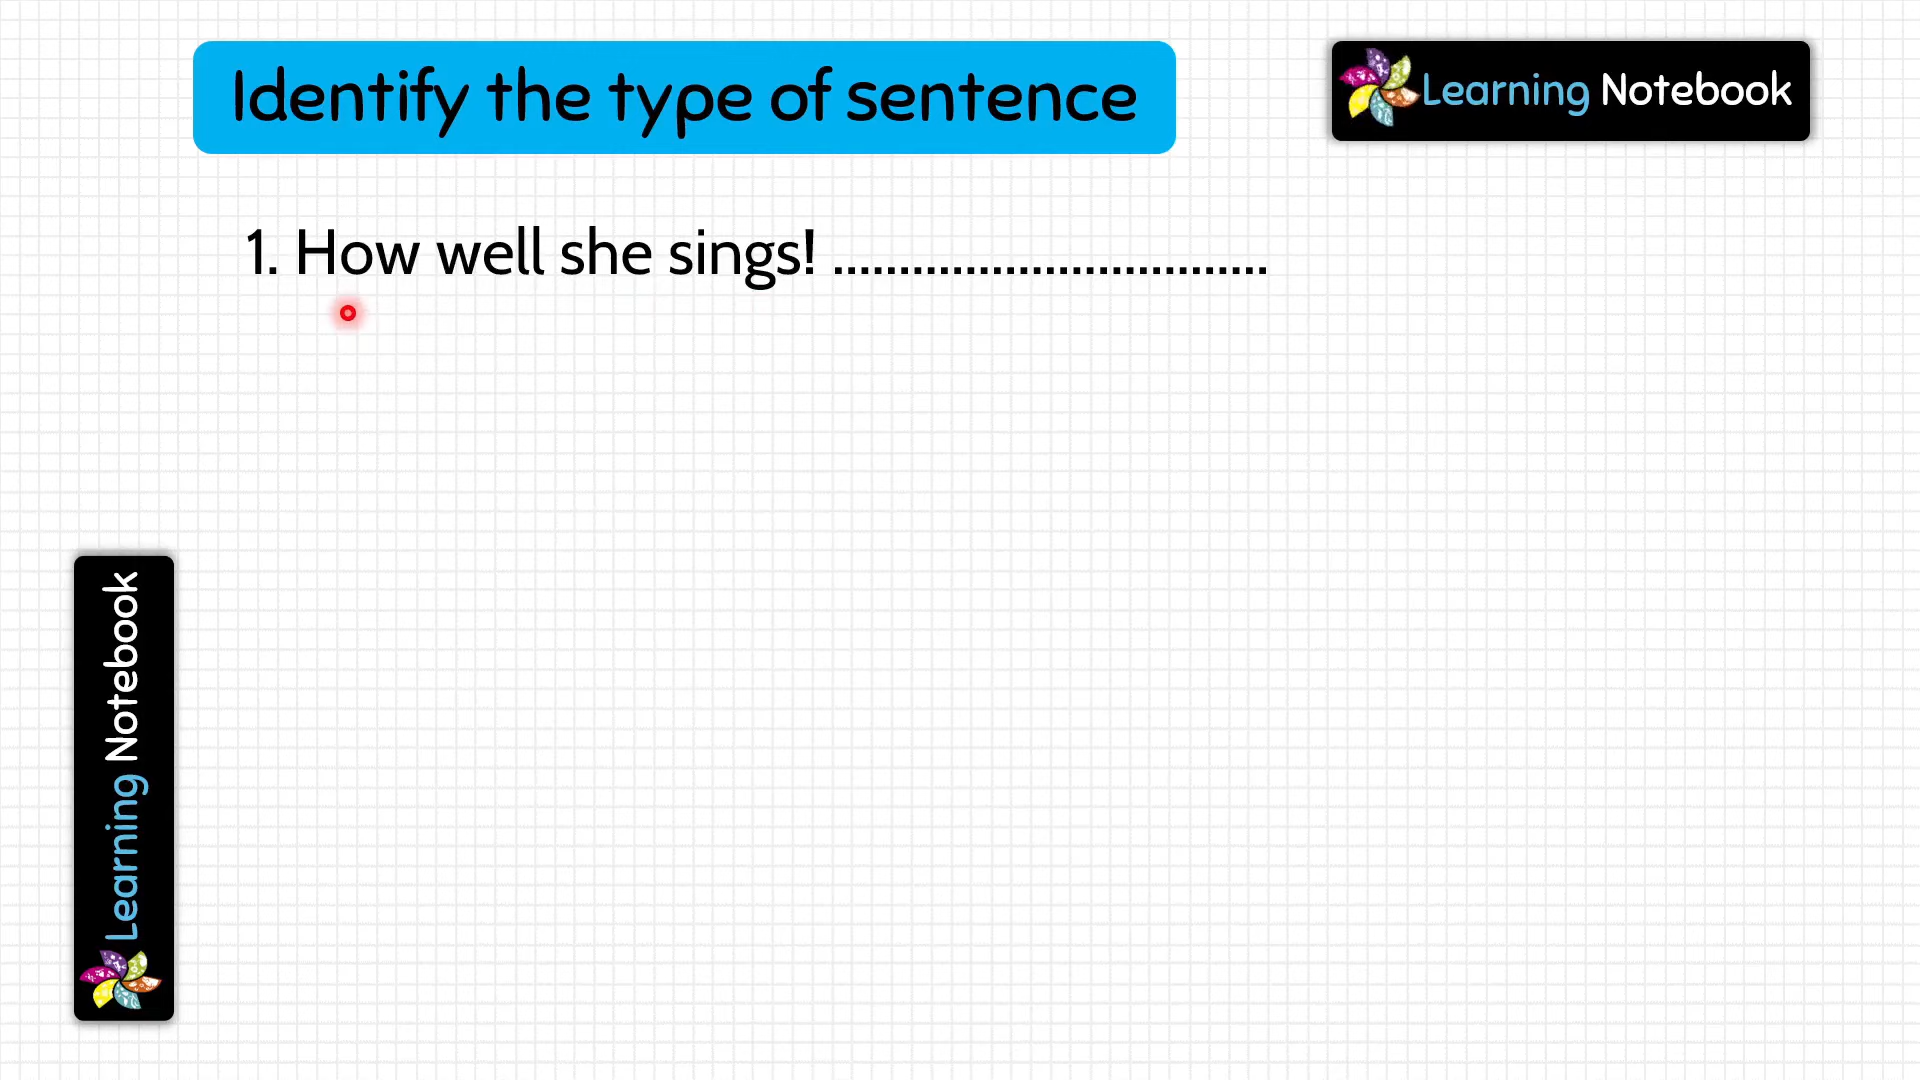 Identify the type of sentence
Learning Notebook
1. How well she sings! .................................
Learning Notebook